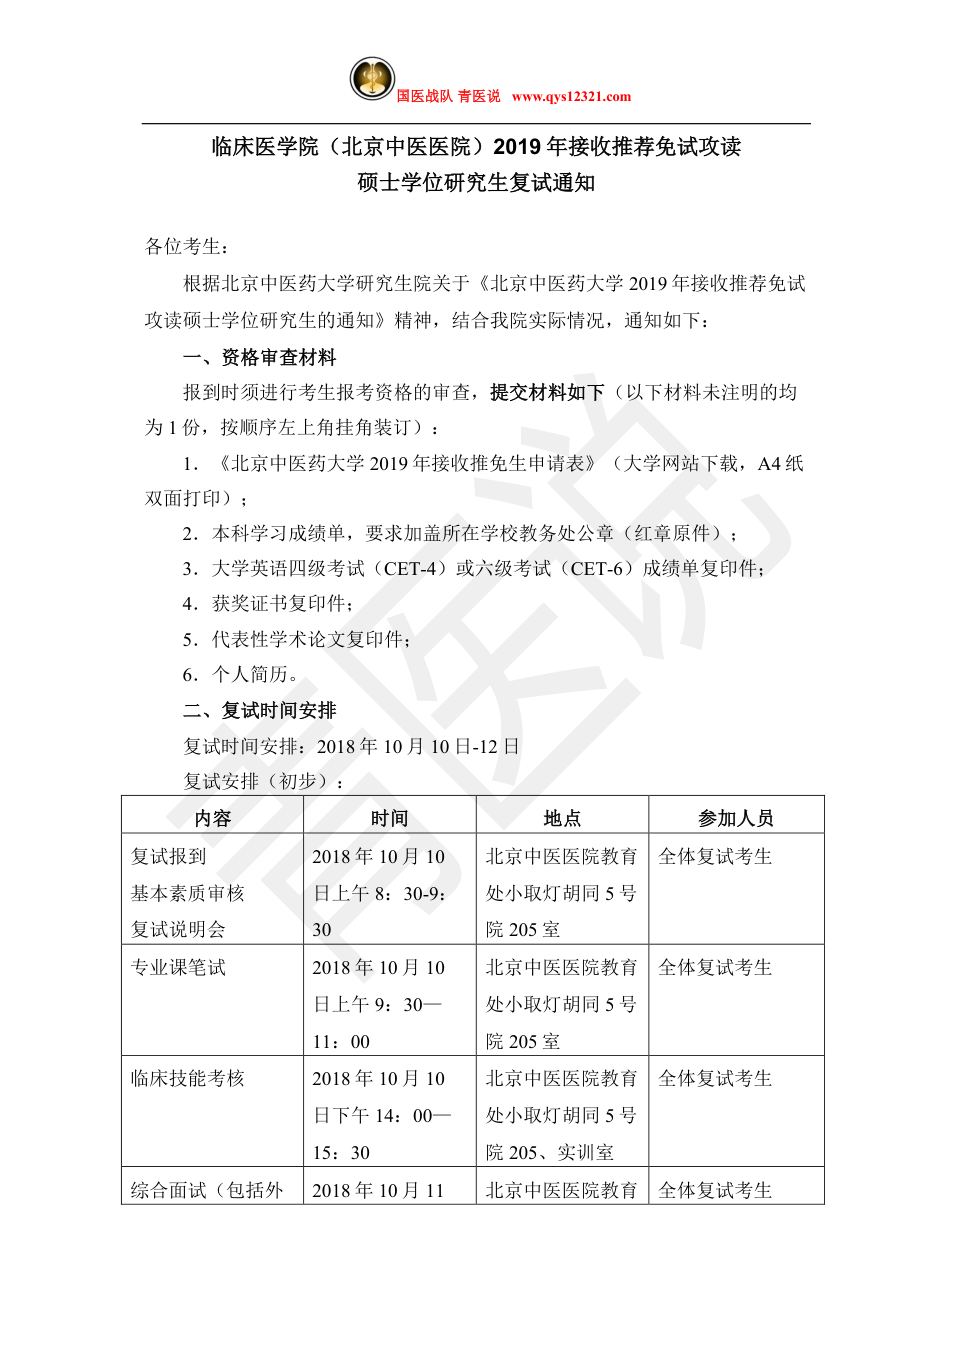 国医战队 青医说 www.qys12321.com
临床医学院（北京中医医院）2019 年接收推荐免试攻读
硕士学位研究生复试通知
各位考生：
根据北京中医药大学研究生院关于《北京中医药大学 2019 年接收推荐免试
攻读硕士学位研究生的通知》精神，结合我院实际情况，通知如下：
一、资格审查材料
报到时须进行考生报考资格的审查，提交材料如下（以下材料未注明的均
为 1 份，按顺序左上角挂角装订）：
1．《北京中医药大学 2019 年接收推免生申请表》（大学网站下载，A4 纸
双面打印）；
2．本科学习成绩单，要求加盖所在学校教务处公章（红章原件）；
3．大学英语四级考试（CET-4）或六级考试（CET-6）成绩单复印件；
4．获奖证书复印件；
5．代表性学术论文复印件；
6．个人简历。
二、复试时间安排
复试时间安排：2018 年 10 月 10 日-12 日
复试安排（初步）：
内容 时间 地点 参加人员
复试报到 2018 年 10 月 10 北京中医医院教育 全体复试考生
基本素质审核 日上午 8：30-9： 处小取灯胡同 5 号
复试说明会 30 院 205 室
专业课笔试 2018 年 10 月 10 北京中医医院教育 全体复试考生
日上午 9：30— 处小取灯胡同 5 号
11：00 院 205 室
临床技能考核 2018 年 10 月 10 北京中医医院教育 全体复试考生
日下午 14：00— 处小取灯胡同 5 号
15：30 院 205、实训室
综合面试（包括外 2018 年 10 月 11 北京中医医院教育 全体复试考生
青医说